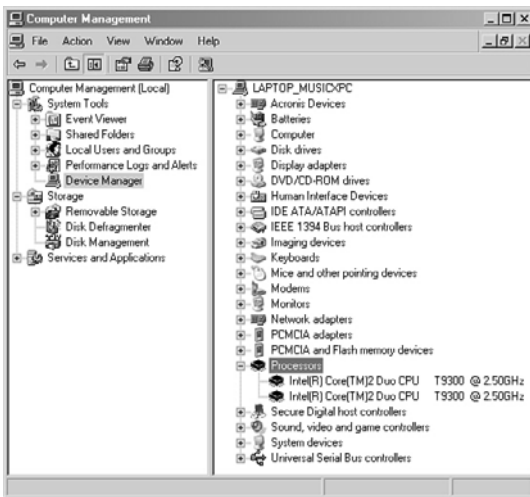 Computer Management
File Action View Window Help
Computer Management (Local)
System Tools
Event Viewer
Shared Folders
Local Users and Groups
Performance Logs and Alerts
Device Manager
Storage
Removable Storage
Disk Defragmenter
Disk Management
Services and Applications
LAPTOP_MUSICXPC
Acronis Devices
Batteries
Computer
Disk drives
Display adapters
DVD/CD-ROM drives
Human Interface Devices
IDE ATA/ATAPI controllers
IEEE 1394 Bus host controllers
Imaging devices
Keyboards
Mice and other pointing devices
Modems
Monitors
Network adapters
PCMCIA adapters
PCMCIA and Flash memory devices
Processors
Intel(R) Core(TM)2 Duo CPU T9300 @ 2.50GHz
Intel(R) Core(TM)2 Duo CPU T9300 @ 2.50GHz
Secure Digital host controllers
Sound, video and game controllers
System devices
Universal Serial Bus controllers